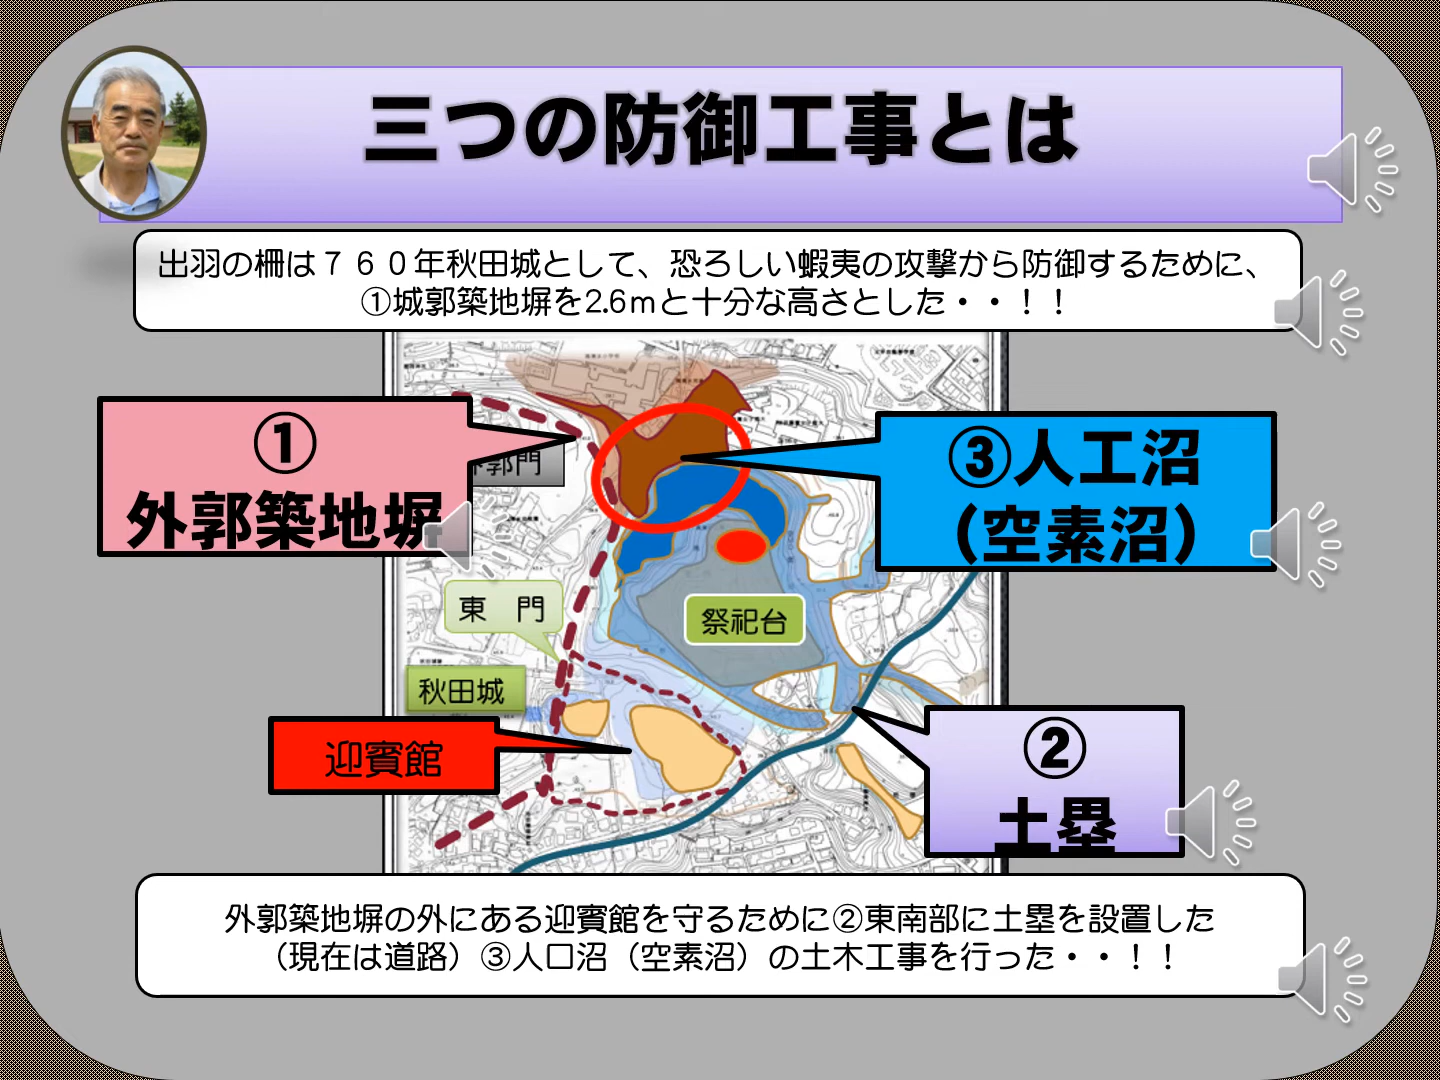 三つの防御工事とは
出羽の柵は７６０年秋田城として、恐ろしい蝦夷の攻撃から防御するために、
①城郭築地塀を2.6ｍと十分な高さとした・・！！
①
外郭築地塀
外郭門
③人工沼
（空素沼）
東　門
祭祀台
秋田城
迎賓館
②
土塁
外郭築地塀の外にある迎賓館を守るために②東南部に土塁を設置した
（現在は道路）③人口沼（空素沼）の土木工事を行った・・！！